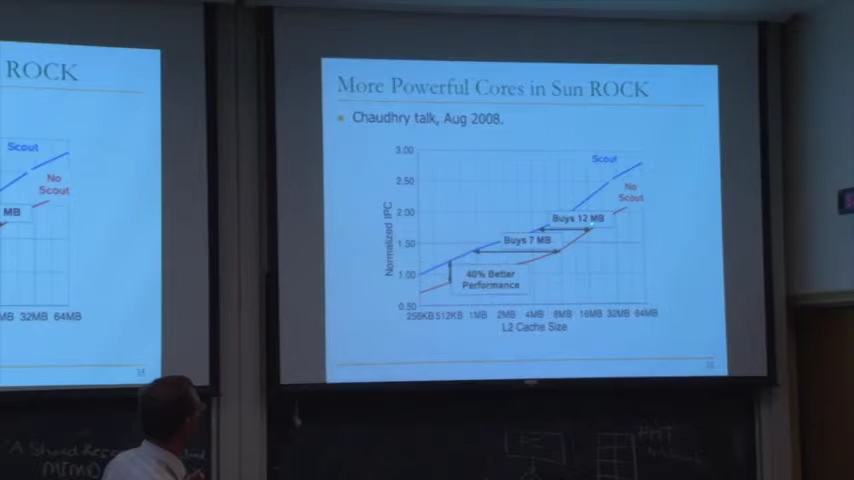 ROCK
Scout
No
Scout
MB
MB 32MB 64MB
More Powerful Cores in Sun ROCK
Chaudhry talk, Aug 2008.
3.00
2.50
2.00
1.50
1.00
0.50
Normalized IPC
Scout
No
Scout
Buys 12 MB
Buys 7 MB
40% Better
Performance
256KB 512KB 1MB 2MB 4MB 8MB 16MB 32MB 64MB
L2 Cache Size
"A Shared